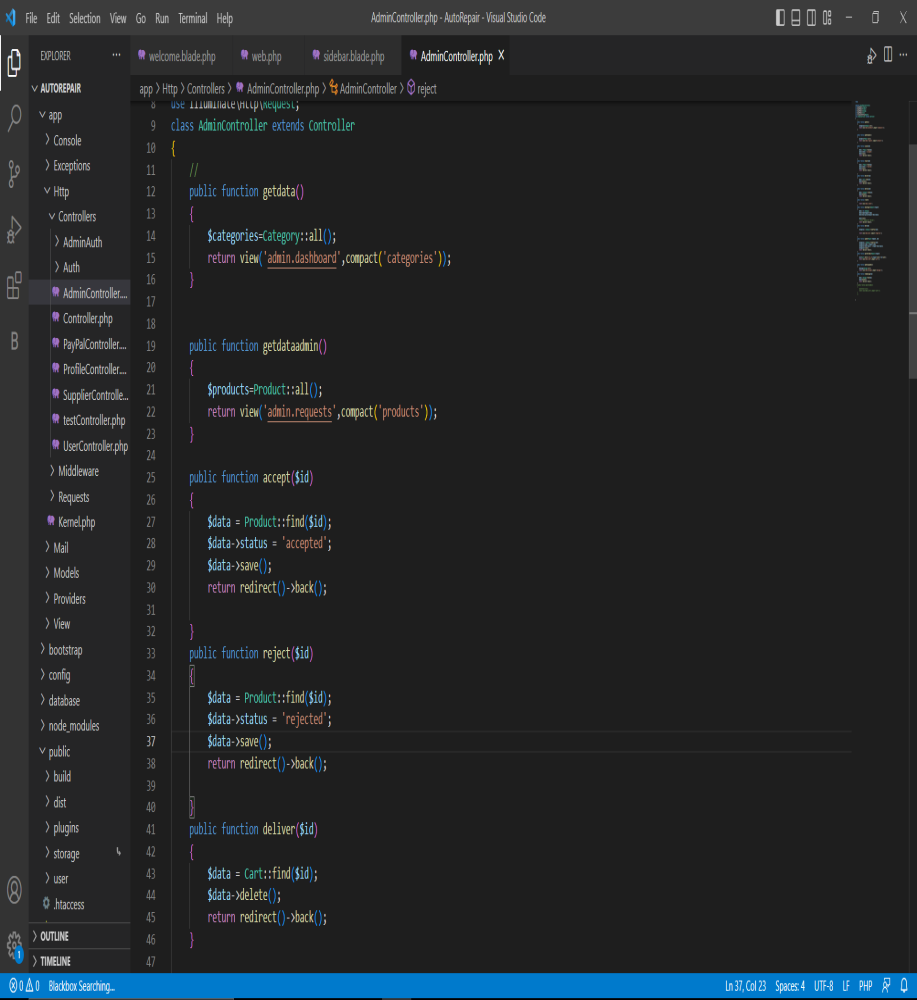 File Edit Selection View Go Run Terminal Help
AdminController.php - AutoRepair - Visual Studio Code
EXPLORER
AUTOREPAIR
app
Console
Exceptions
Http
Controllers
AdminAuth
Auth
AdminController....
Controller.php
PayPalController....
ProfileController....
SupplierControlle...
testController.php
UserController.php
Middleware
Requests
Kernel.php
Mail
Models
Providers
View
bootstrap
config
database
node_modules
public
build
dist
plugins
storage
user
.htaccess
OUTLINE
TIMELINE
welcome.blade.php web.php sidebar.blade.php AdminController.php
app > Http > Controllers > AdminController.php > AdminController > reject
8 use Illuminate\Http\Request;
9 class AdminController extends Controller
10 {
11 //
12 public function getdata()
13 {
14 $categories=Category::all();
15 return view('admin.dashboard',compact('categories'));
16 }
17
18
19 public function getdataadmin()
20 {
21 $products=Product::all();
22 return view('admin.requests',compact('products'));
23 }
24
25 public function accept($id)
26 {
27 $data = Product::find($id);
28 $data->status = 'accepted';
29 $data->save();
30 return redirect()->back();
31
32 }
33 public function reject($id)
34 {
35 $data = Product::find($id);
36 $data->status = 'rejected';
37 $data->save();
38 return redirect()->back();
39
40 }
41 public function deliver($id)
42 {
43 $data = Cart::find($id);
44 $data->delete();
45 return redirect()->back();
46 }
47
B
1
0 0 Blackbox Searching...
Ln 37, Col 23 Spaces: 4 UTF-8 LF PHP